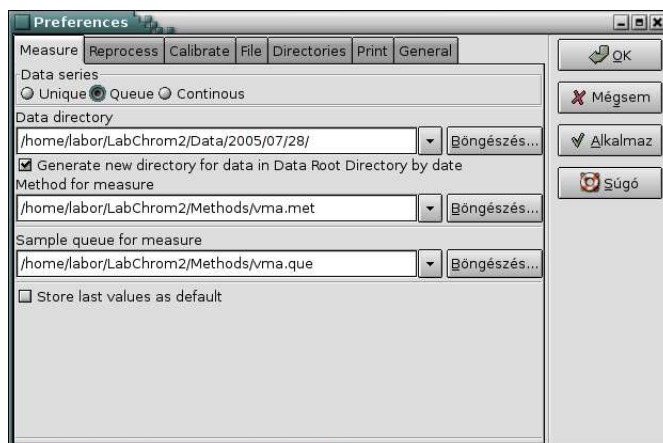 Preferences
Measure Reprocess Calibrate File Directories Print General
Data series
Unique Queue Continous
Data directory
/home/labor/LabChrom2/Data/2005/07/28/ Böngészés...
Generate new directory for data in Data Root Directory by date
Method for measure
/home/labor/LabChrom2/Methods/vma.met Böngészés...
Sample queue for measure
/home/labor/LabChrom2/Methods/vma.que Böngészés...
Store last values as default
OK
Mégsem
Alkalmaz
Súgó